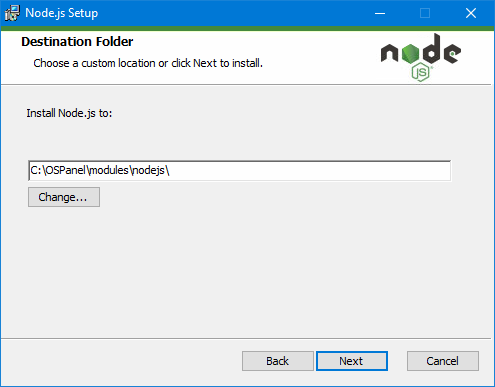 Node.js Setup
Destination Folder
Choose a custom location or click Next to install.
node
JS
Install Node.js to:
C:\OSPanel\modules\nodejs\
Change...
Back
Next
Cancel